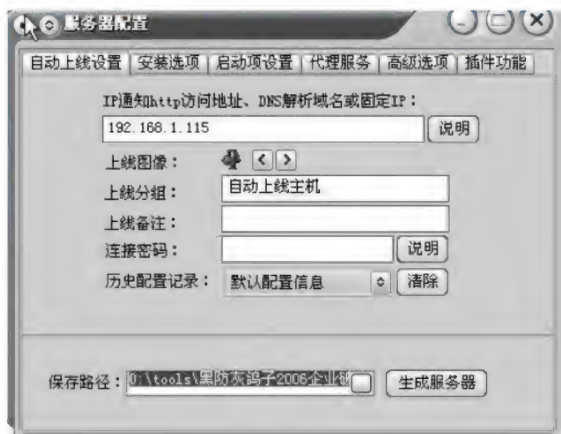 服务器配置
自动上线设置 安装选项 启动项设置 代理服务 高级选项 插件功能
IP通知http访问地址、DNS解析域名或固定IP：
192.168.1.115 说明
上线图像： < >
上线分组： 自动上线主机
上线备注：
连接密码： 说明
历史配置记录： 默认配置信息 清除
保存路径： D:\tools\黑防灰鸽子2006企业破 生成服务器